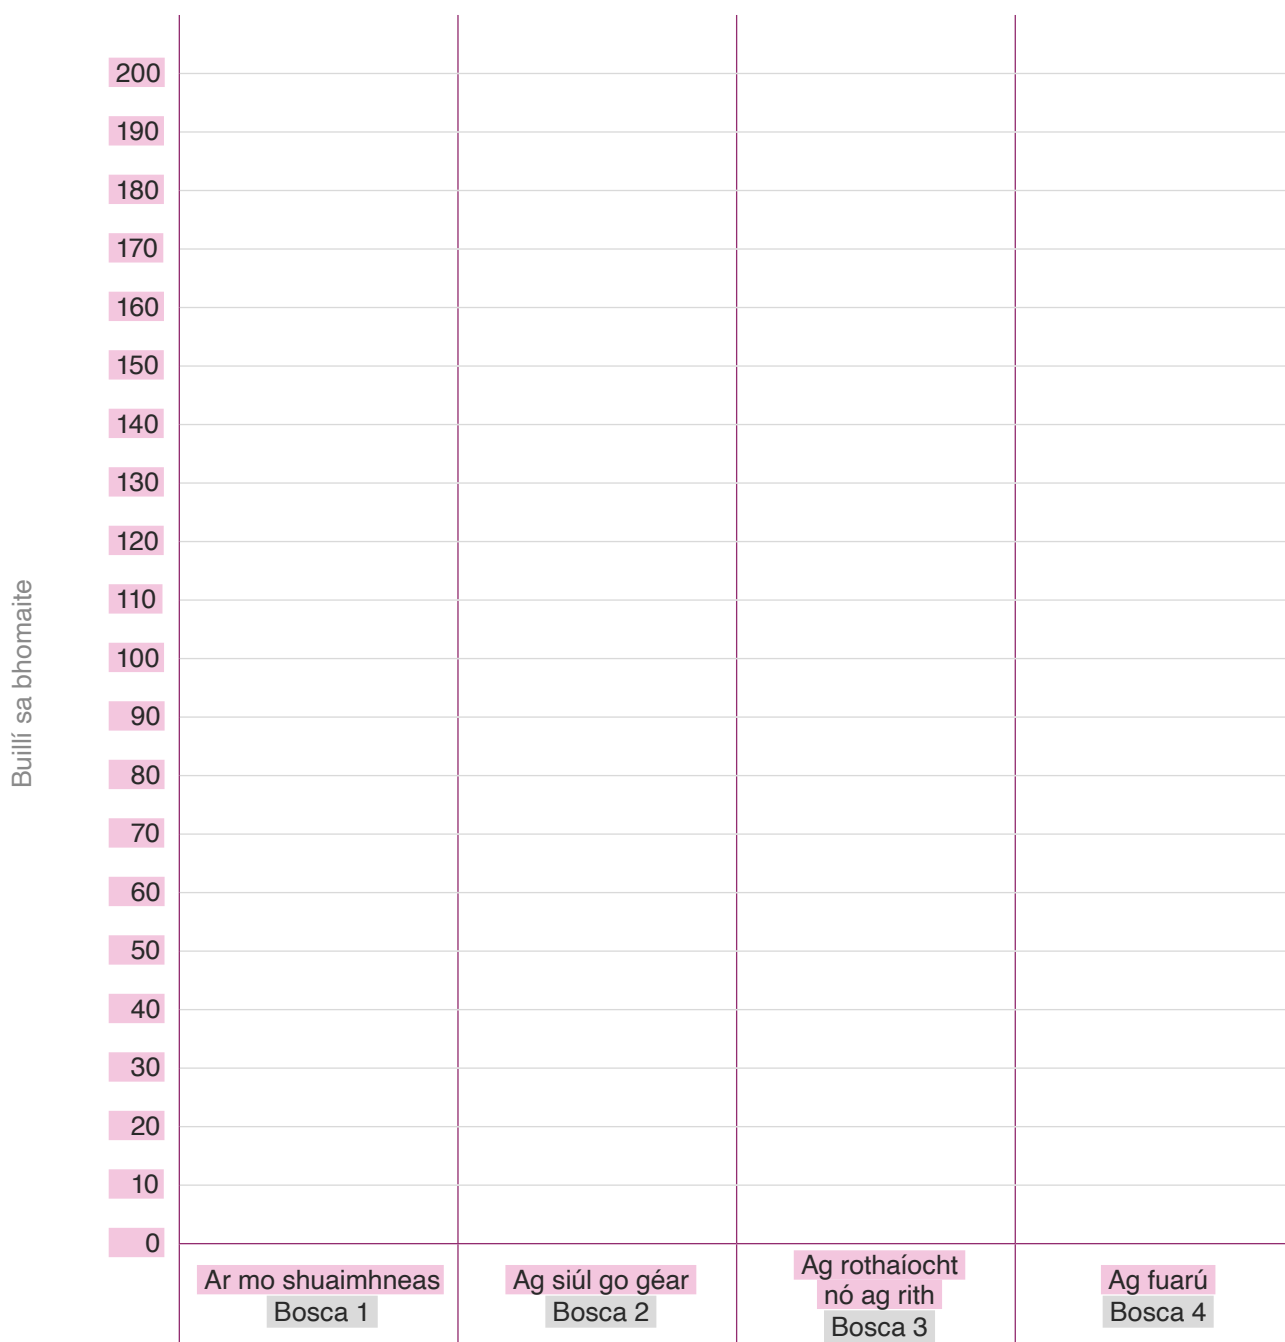 200
190
180
170
160
150
140
130
120
110
100
90
80
70
60
50
40
30
20
10
0
Buillí sa bhomaite
Ar mo shuaimhneas
Bosca 1
Ag siúl go géar
Bosca 2
Ag rothaíocht
nó ag rith
Bosca 3
Ag fuarú
Bosca 4